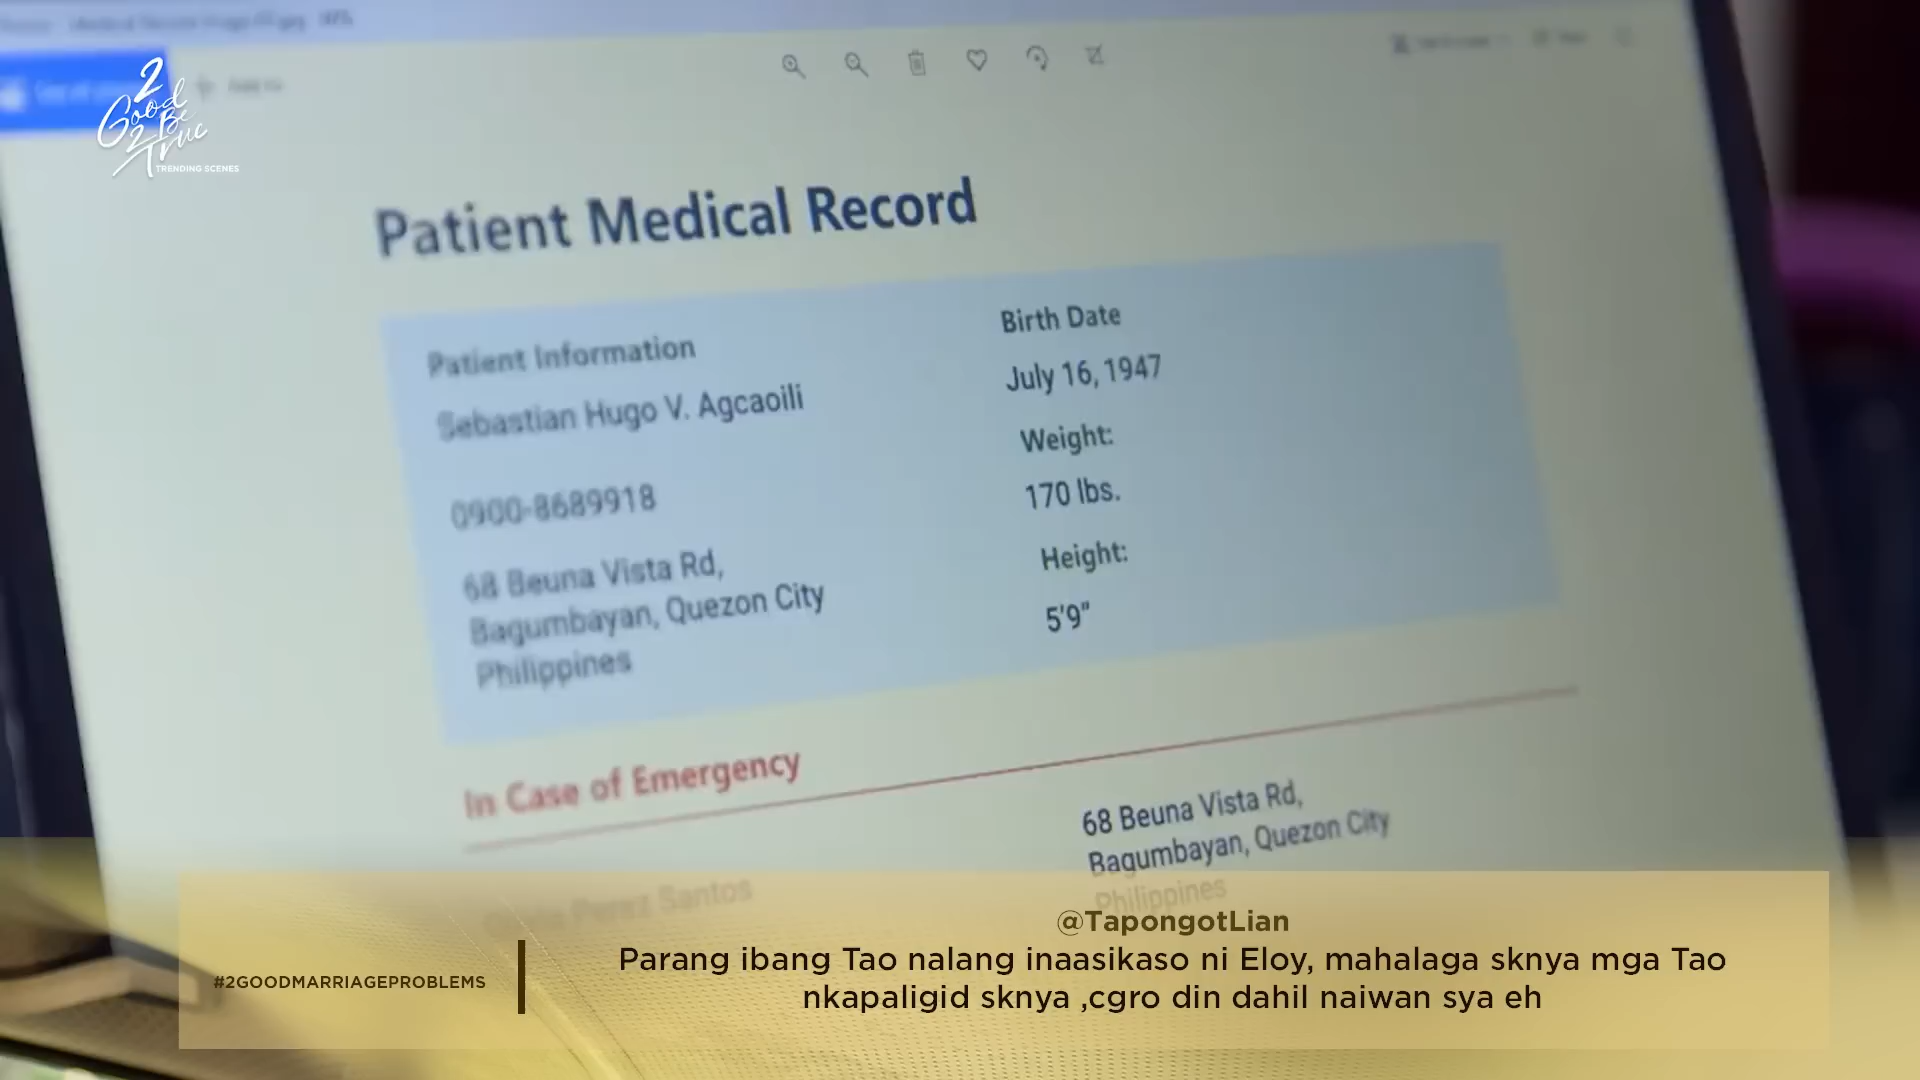 2
Good
Be
2
True
TRENDING SCENES
Patient Medical Record
Patient Information
Sebastian Hugo V. Agcaoili
0900-8689918
68 Beuna Vista Rd,
Bagumbayan, Quezon City
Philippines
Birth Date
July 16, 1947
Weight:
170 lbs.
Height:
5'9"
In Case of Emergency
Perez Santos
68 Beuna Vista Rd,
Bagumbayan, Quezon City
Philippines
#2GOODMARRIAGEPROBLEMS
@TapongotLian
Parang ibang Tao nalang inaasikaso ni Eloy, mahalaga sknya mga Tao
nkapaligid sknya ,cgro din dahil naiwan sya eh